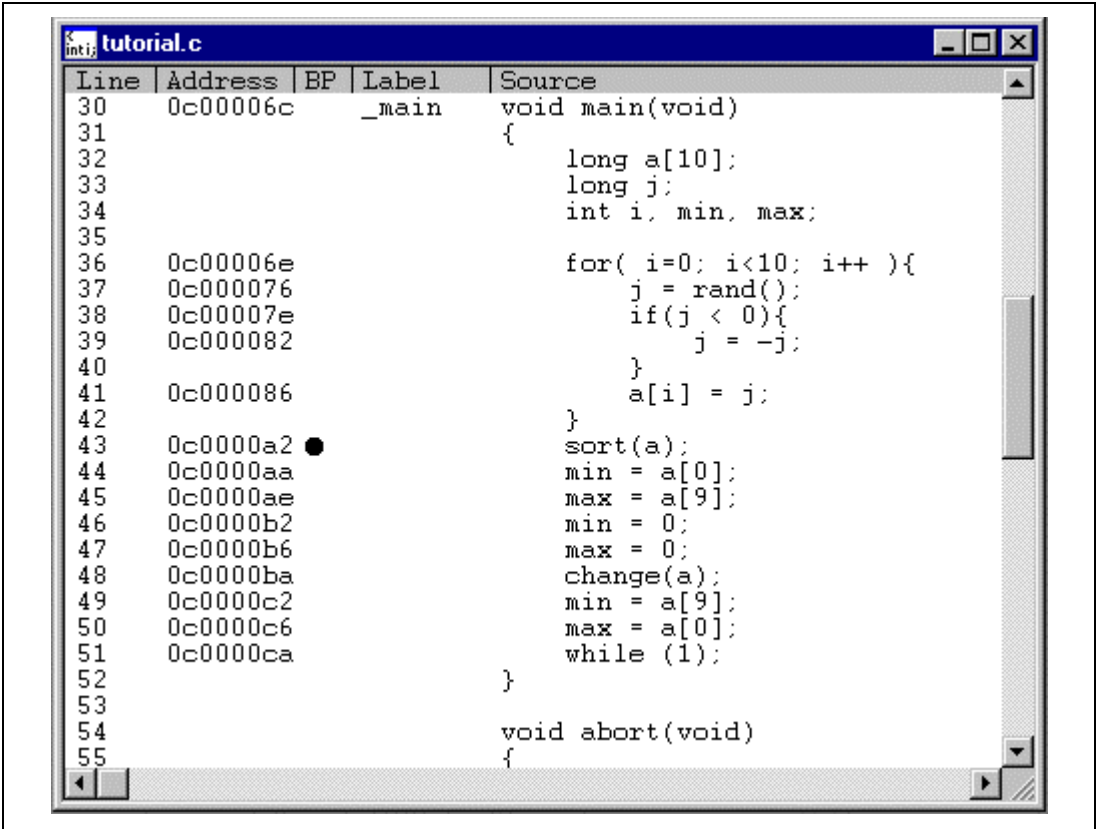 tutorial.c
Line Address BP Label Source
30 0c00006c _main void main(void)
31 {
32 long a[10];
33 long j;
34 int i, min, max;
35
36 0c00006e for( i=0; i<10; i++ ){
37 0c000076 j = rand();
38 0c00007e if(j < 0){
39 0c000082 j = -j;
40 }
41 0c000086 a[i] = j;
42 }
43 0c0000a2 ● sort(a);
44 0c0000aa min = a[0];
45 0c0000ae max = a[9];
46 0c0000b2 min = 0;
47 0c0000b6 max = 0;
48 0c0000ba change(a);
49 0c0000c2 min = a[9];
50 0c0000c6 max = a[0];
51 0c0000ca while (1);
52 }
53
54 void abort(void)
55 {